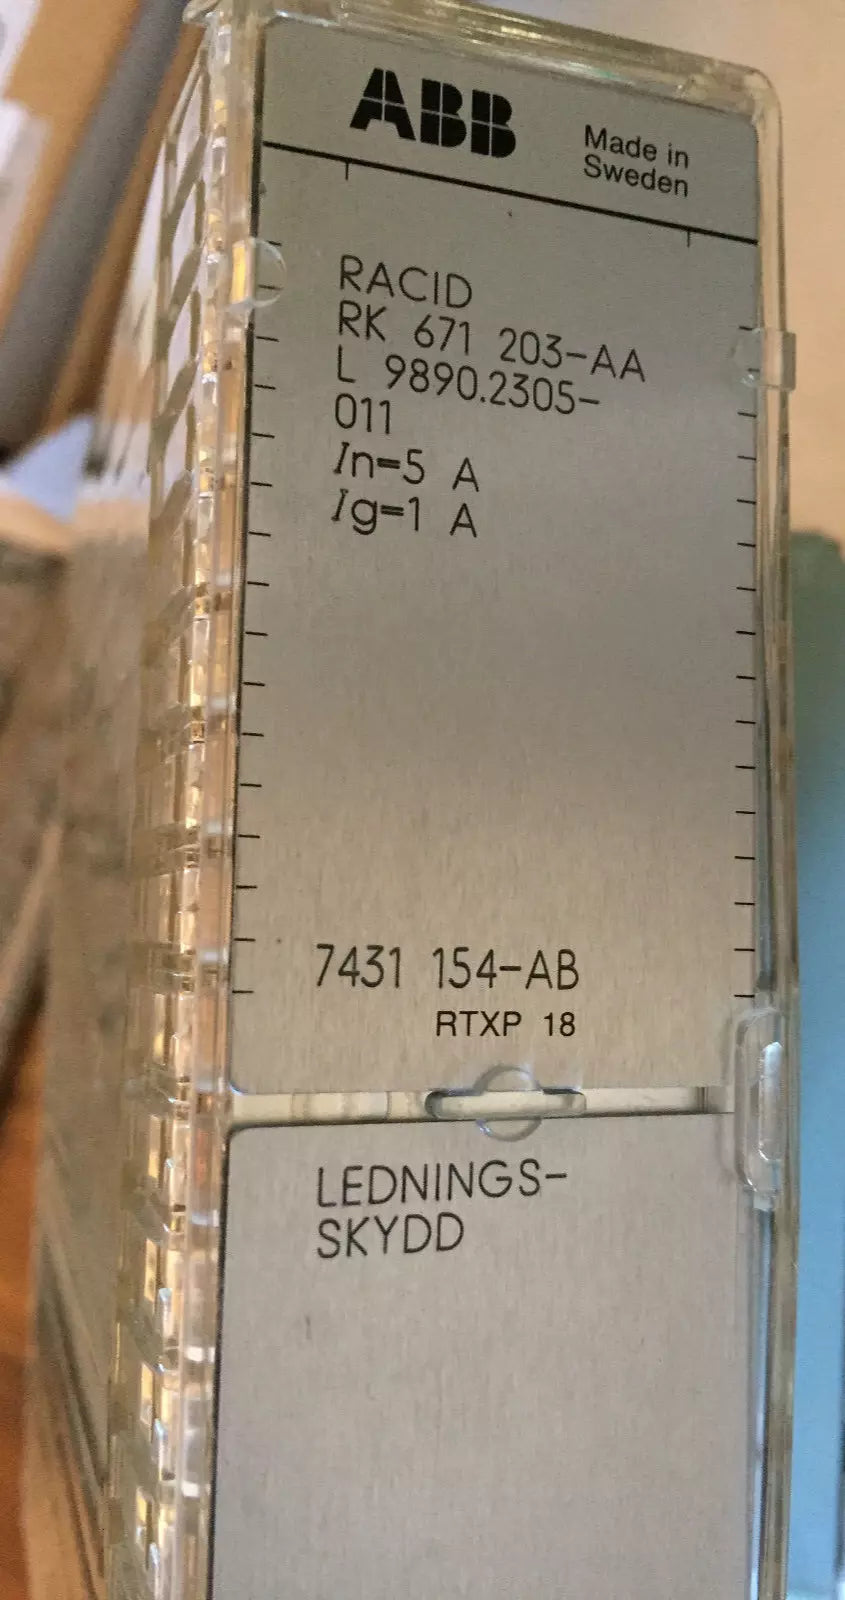 ABB
Made in
Sweden
RACID
RK 671 203-AA
L 9890.2305-
011
In=5 A
Ig=1 A
7431 154-AB
RTXP 18
LEDNINGS-
SKYDD